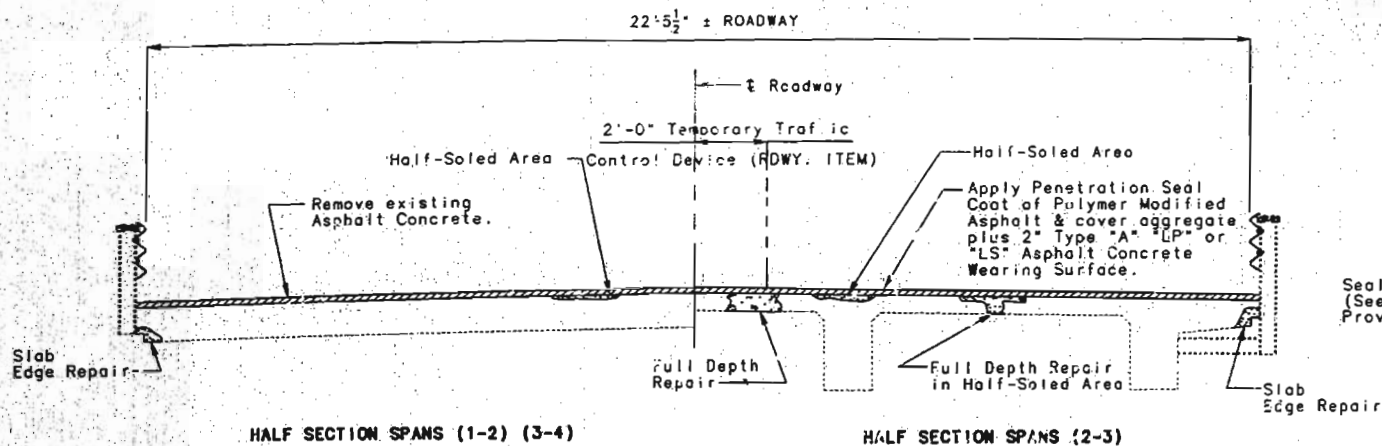 22'-5½" ± ROADWAY
℄ Roadway
2'-0" Temporary Traffic
Control Device (RDWY. ITEM)
Half-Soled Area
Half-Soled Area
Remove existing
Asphalt Concrete.
Apply Penetration Seal
Coat of Polymer Modified
Asphalt & cover aggregate
plus 2" Type "A" "LP" or
"LS" Asphalt Concrete
Wearing Surface.
Seal
(See
Prov
Slab
Edge Repair
Full Depth
Repair
Full Depth Repair
in Half-Soled Area
Slab
Edge Repair
HALF SECTION SPANS (1-2) (3-4)
HALF SECTION SPANS (2-3)